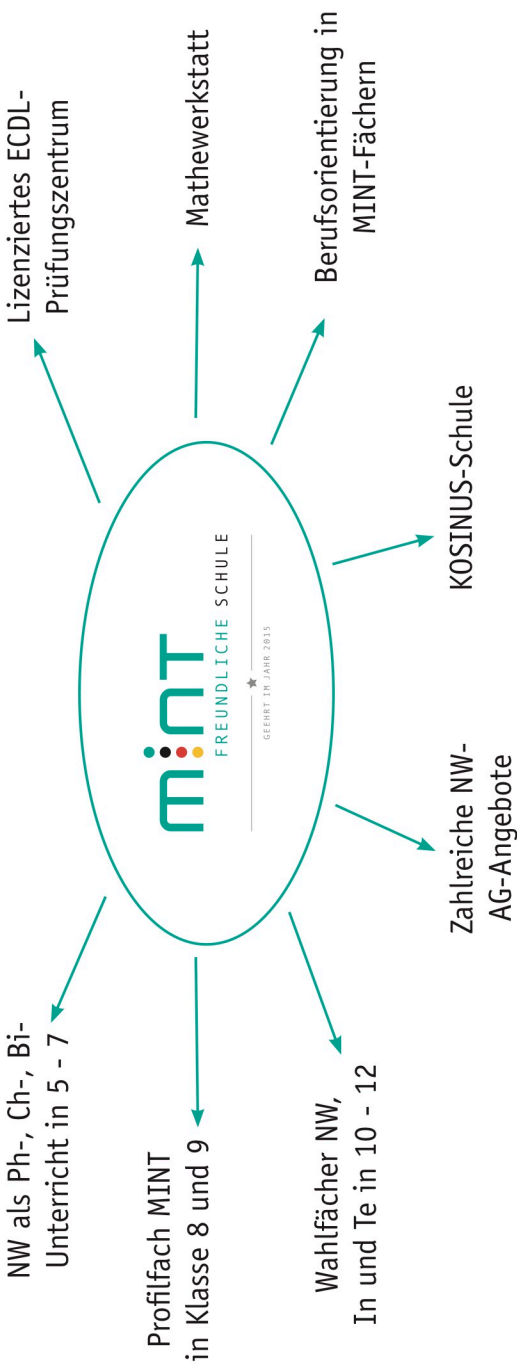 NW als Ph-, Ch-, Bi-
Unterricht in 5 - 7
Lizenziertes ECDL-
Prüfungszentrum
Profilfach MINT
in Klasse 8 und 9
mint
FREUNDLICHE SCHULE
GEEHRT IM JAHR 2015
Mathewerkstatt
Wahlfächer NW,
In und Te in 10 - 12
Berufsorientierung in
MINT-Fächern
Zahlreiche NW-
AG-Angebote
KOSINUS-Schule